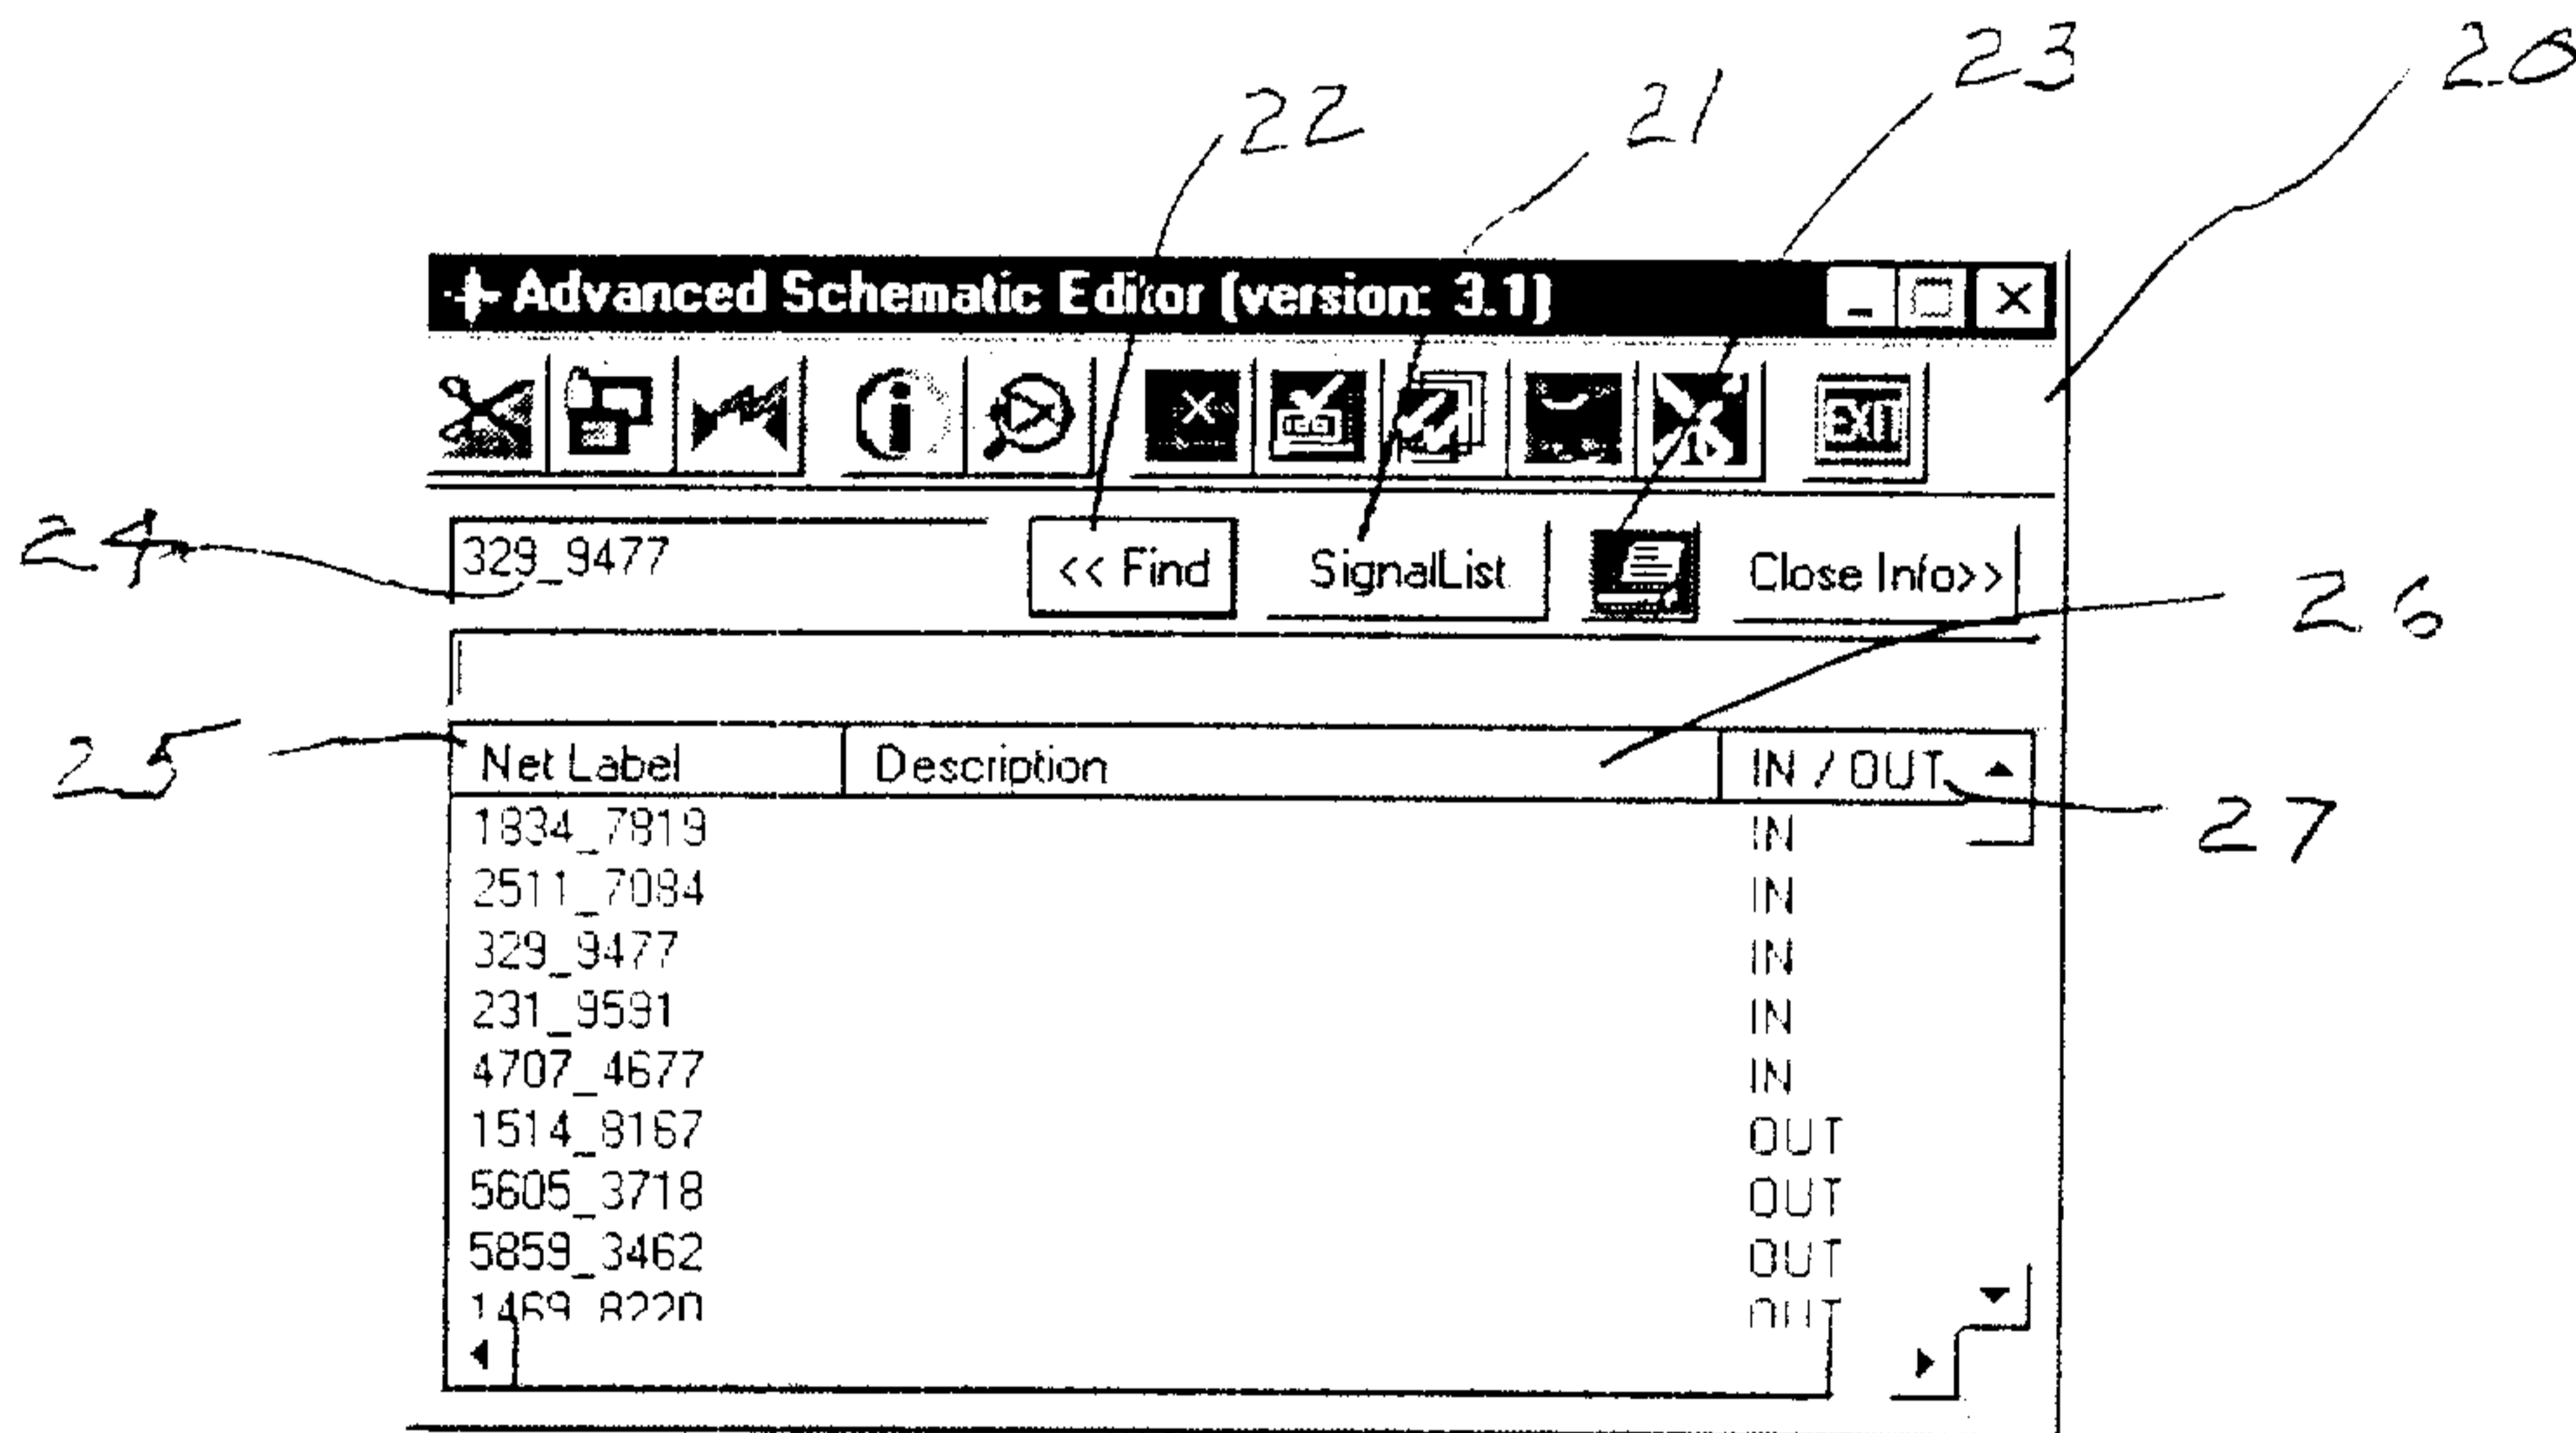 22 21 23 20
Advanced Schematic Editor (version: 3.1)
i EXIT
24 329_9477 << Find SignalList Close Info>>
26
25 Net Label Description IN / OUT
27
1834_7819 IN
2511_7084 IN
329_9477 IN
231_9591 IN
4707_4677 IN
1514_8167 OUT
5605_3718 OUT
5859_3462 OUT
1469_8220 OUT